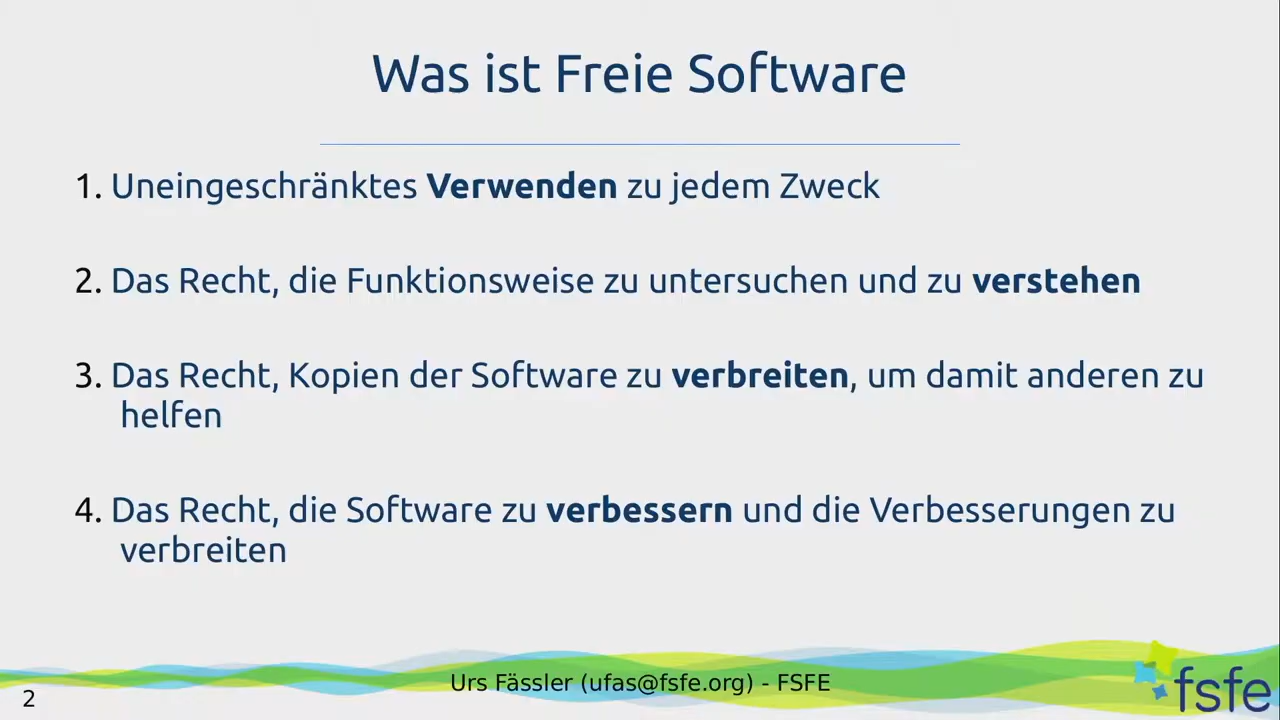 Was ist Freie Software
1. Uneingeschränktes Verwenden zu jedem Zweck
2. Das Recht, die Funktionsweise zu untersuchen und zu verstehen
3. Das Recht, Kopien der Software zu verbreiten, um damit anderen zu
helfen
4. Das Recht, die Software zu verbessern und die Verbesserungen zu
verbreiten
Urs Fässler (ufas@fsfe.org) - FSFE
2
fsfe